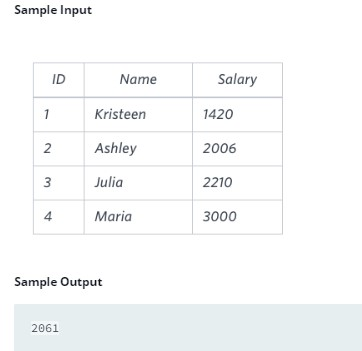 Sample Input
ID Name Salary
1 Kristeen 1420
2 Ashley 2006
3 Julia 2210
4 Maria 3000
Sample Output
2061